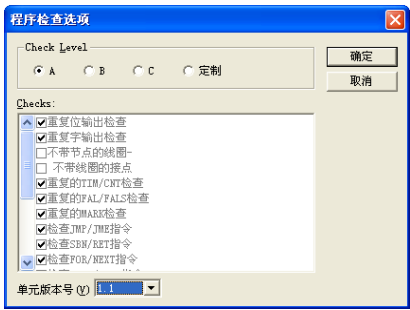 程序检查选项
Check Level
A B C 定制
确定
取消
Checks:
重复位输出检查
重复字输出检查
不带节点的线圈-
不带线圈的接点
重复的TIM/CNT检查
重复的FAL/FALS检查
重复的MARK检查
检查JMP/JME指令
检查SBN/RET指令
检查FOR/NEXT指令
单元版本号(V) 1.1